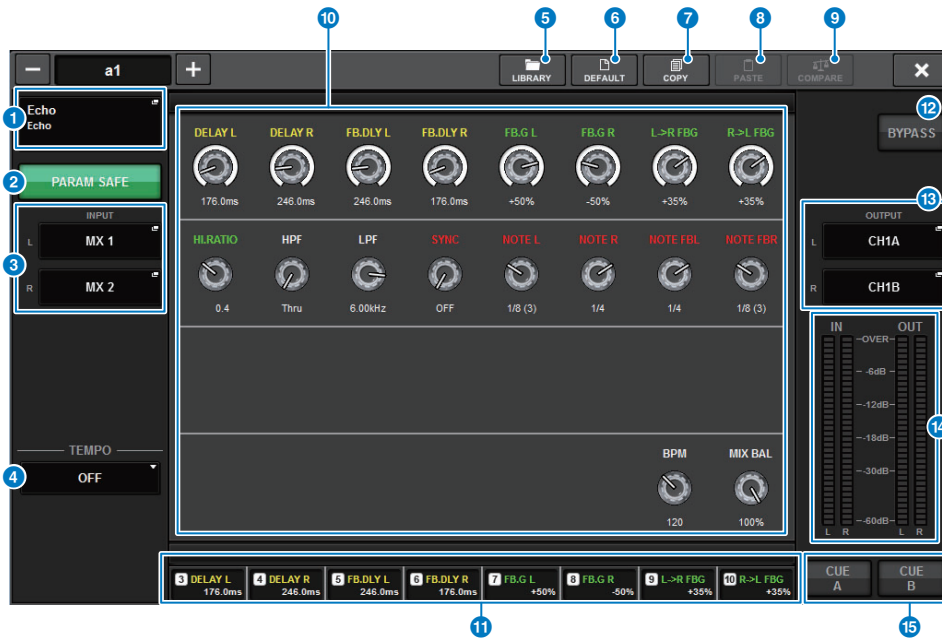 10 5 6 7 8 9
− a1 + LIBRARY DEFAULT COPY PASTE COMPARE ×
1 Echo
Echo
12 BYPASS
2 PARAM SAFE
DELAY L DELAY R FB.DLY L FB.DLY R FB.G L FB.G R L->R FBG R->L FBG
176.0ms 246.0ms 246.0ms 176.0ms +50% -50% +35% +35%
13
INPUT
3
L MX 1
R MX 2
OUTPUT
L CH1A
R CH1B
HLRATIO HPF LPF SYNC NOTE L NOTE R NOTE FBL NOTE FBR
0.4 Thru 6.00kHz OFF 1/8 (3) 1/4 1/4 1/8 (3)
IN OUT
OVER
-6dB
-12dB
-18dB
-30dB
-60dB
L R L R
14
TEMPO
4 OFF
BPM MIX BAL
120 100%
3 DELAY L 4 DELAY R 5 FB.DLY L 6 FB.DLY R 7 FB.G L 8 FB.G R 9 L->R FBG 10 R->L FBG
176.0ms 246.0ms 246.0ms 176.0ms +50% -50% +35% +35%
CUE CUE
A B
11 15